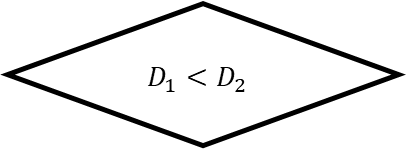 D₁ < D₂